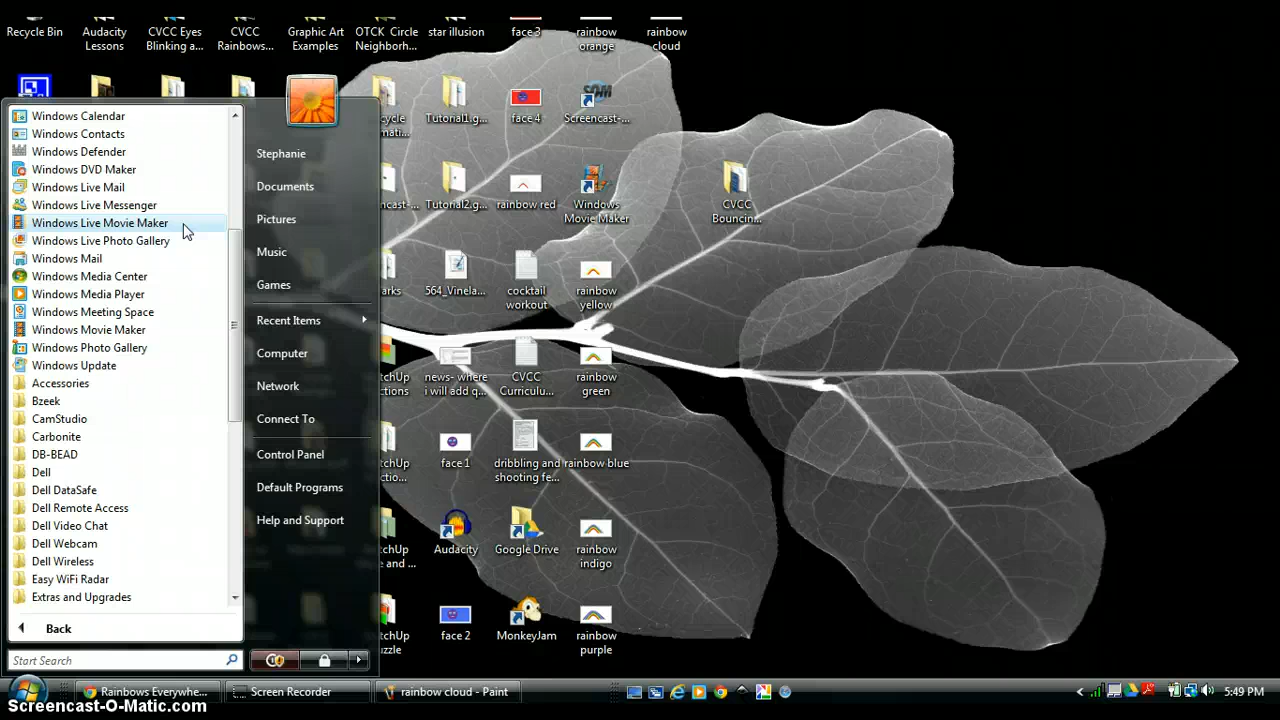 Recycle Bin
Audacity Lessons
CVCC Eyes Blinking a...
CVCC Rainbows...
Graphic Art Examples
OTCK Circle Neighborh...
star illusion
face 3
rainbow orange
rainbow cloud
Windows Calendar
Windows Contacts
Windows Defender
Windows DVD Maker
Windows Live Mail
Windows Live Messenger
Windows Live Movie Maker
Windows Live Photo Gallery
Windows Mail
Windows Media Center
Windows Media Player
Windows Meeting Space
Windows Movie Maker
Windows Photo Gallery
Windows Update
Accessories
Bzeek
CamStudio
Carbonite
DB-BEAD
Dell
Dell DataSafe
Dell Remote Access
Dell Video Chat
Dell Webcam
Dell Wireless
Easy WiFi Radar
Extras and Upgrades
Back
Start Search
Stephanie
Documents
Pictures
Music
Games
Recent Items
Computer
Network
Connect To
Control Panel
Default Programs
Help and Support
Tutorial1.g...
face 4
SOM
Screencast-...
Tutorial2.g...
rainbow red
Windows Movie Maker
CVCC Bouncin...
564_Vinela...
cocktail workout
rainbow yellow
news- where i will add q...
CVCC Curriculu...
rainbow green
face 1
dribbling and shooting fe...
rainbow blue
Audacity
Google Drive
rainbow indigo
face 2
MonkeyJam
rainbow purple
Rainbows Everywhe...
Screen Recorder
rainbow cloud - Paint
5:49 PM
Screencast-O-Matic.com